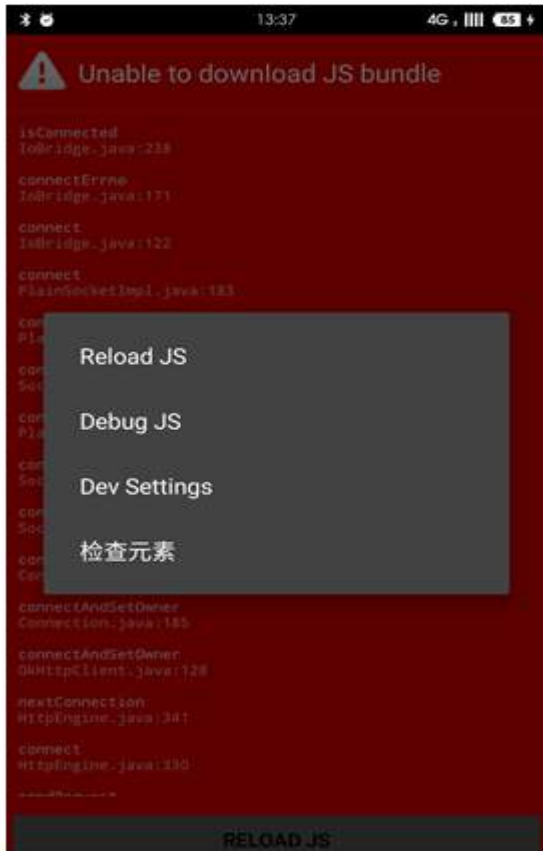 13:37
4G
85
Unable to download JS bundle
isConnected
IoBridge.java:238
connectErrno
IoBridge.java:171
connect
IoBridge.java:122
connect
PlainSocketImpl.java:183
Reload JS
Debug JS
Dev Settings
检查元素
connectAndSetOwner
Connection.java:185
connectAndSetOwner
OkHttpClient.java:128
nextConnection
HttpEngine.java:341
connect
HttpEngine.java:330
RELOAD JS